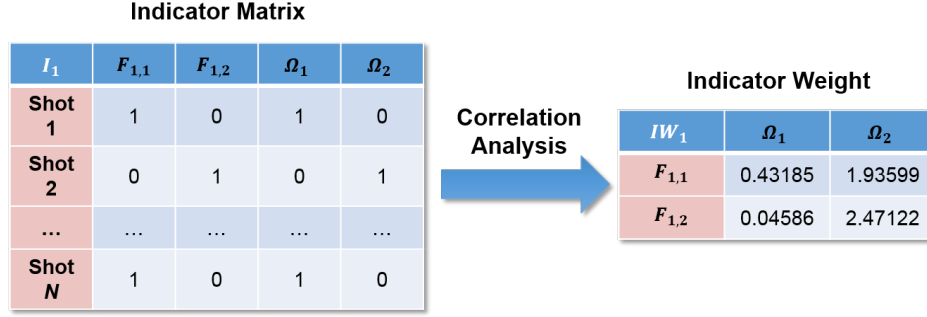 Indicator Matrix
I₁ F₁,₁ F₁,₂ Ω₁ Ω₂
Shot
1 1 0 1 0
Shot
2 0 1 0 1
... ... ... ... ...
Shot
N 1 0 1 0
Correlation
Analysis
Indicator Weight
IW₁ Ω₁ Ω₂
F₁,₁ 0.43185 1.93599
F₁,₂ 0.04586 2.47122